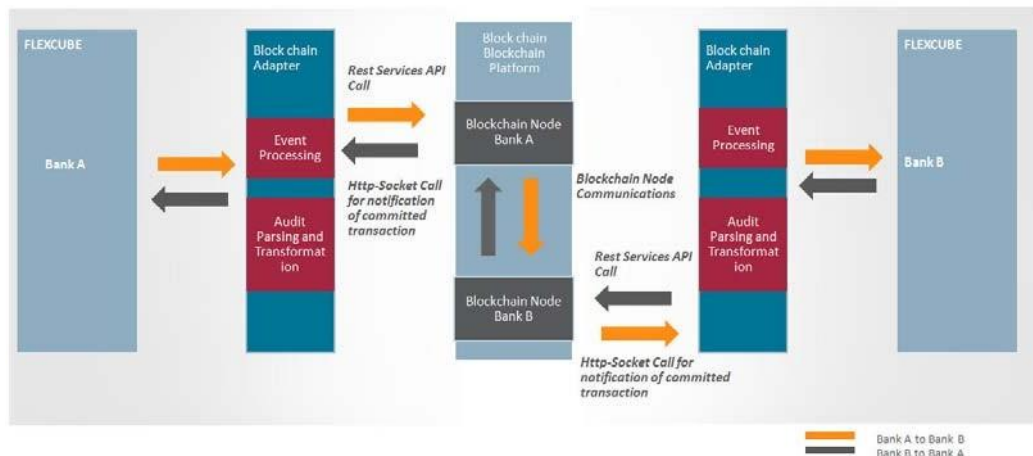 FLEXCUBE
Bank A
Block chain
Adapter
Event
Processing
Audit
Parsing and
Transformat
ion
Rest Services API
Call
Http-Socket Call
for notification
of committed
transaction
Block chain
Blockchain
Platform
Blockchain Node
Bank A
Blockchain Node
Communications
Blockchain Node
Bank B
Rest Services API
Call
Http-Socket Call for
notification of committed
transaction
Block chain
Adapter
Event
Processing
Audit
Parsing and
Transformat
ion
FLEXCUBE
Bank B
Bank A to Bank B
Bank B to Bank A